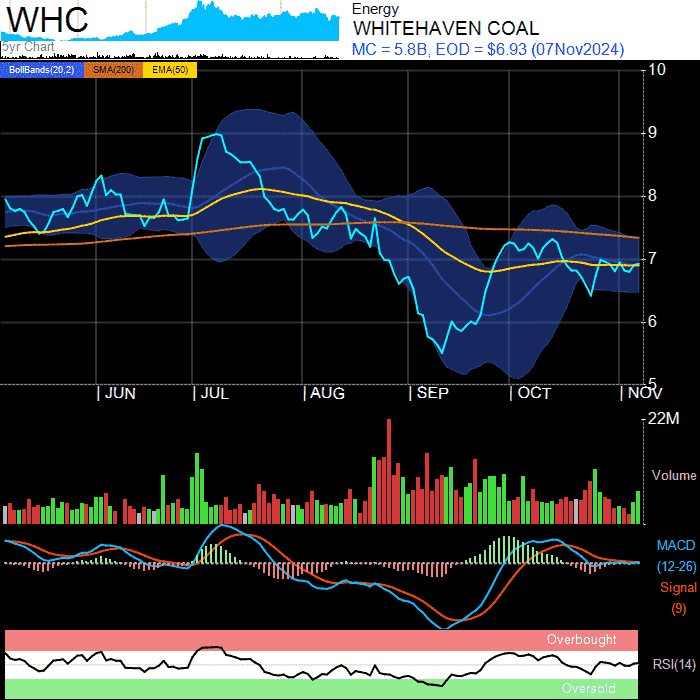 WHC
5yr Chart
Energy
WHITEHAVEN COAL
MC = 5.8B, EOD = $6.93 (07Nov2024)
BollBands(20,2) SMA(200) EMA(50)
10
9
8
7
6
5
JUN JUL AUG SEP OCT NOV
22M
Volume
MACD
(12-26)
Signal
(9)
Overbought
RSI(14)
Oversold